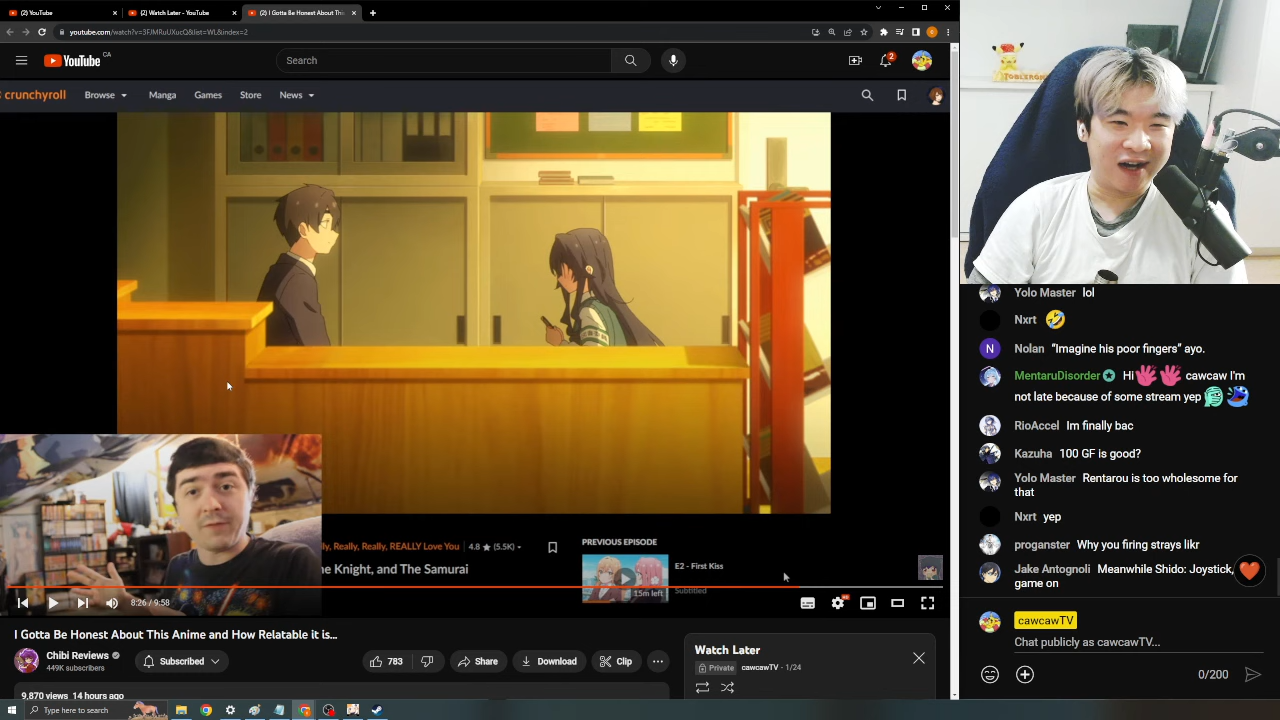 (2) YouTube
(2) Watch Later - YouTube
(2) I Gotta Be Honest About This
youtube.com/watch?v=3FJMRuUXucQ&list=WL&index=2
YouTube CA
Search
2
crunchyroll
Browse
Manga
Games
Store
News
ly, Really, Really, REALLY Love You
4.8 ★ (5.5K)
he Knight, and The Samurai
PREVIOUS EPISODE
E2 - First Kiss
15m left
Subtitled
8:26 / 9:58
I Gotta Be Honest About This Anime and How Relatable it is...
Chibi Reviews
449K subscribers
Subscribed
783
Share
Download
Clip
9,870 views 14 hours ago
Watch Later
Private
cawcawTV - 1/24
Type here to search
Yolo Master lol
Nxrt 🤣
Nolan “Imagine his poor fingers” ayo.
MentaruDisorder Hi cawcaw I'm
not late because of some stream yep
RioAccel Im finally bac
Kazuha 100 GF is good?
Yolo Master Rentarou is too wholesome for
that
Nxrt yep
proganster Why you firing strays likr
Jake Antognoli Meanwhile Shido: Joystick,
game on
cawcawTV
Chat publicly as cawcawTV...
0/200